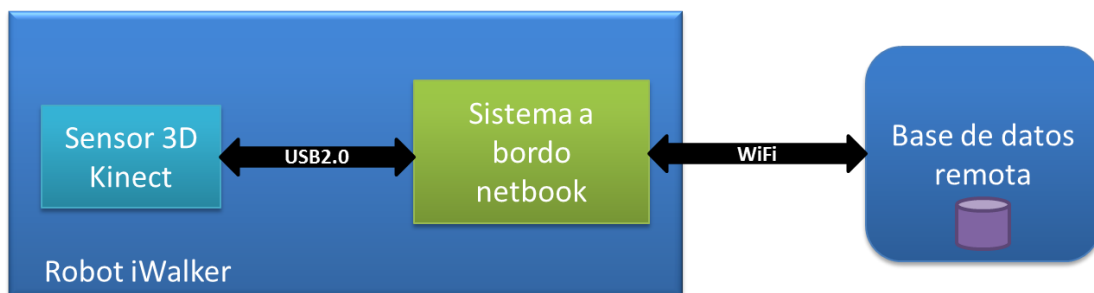 Sensor 3D
Kinect
USB2.0
Sistema a
bordo
netbook
WiFi
Base de datos
remota
Robot iWalker